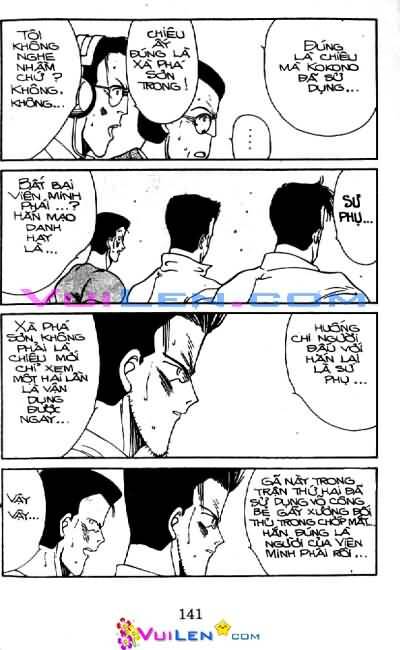 ĐÚNG
LÀ CHIÊU
MÀ KOKONO
ĐÃ SỬ
DỤNG...
....
CHIÊU
ẤY
ĐÚNG LÀ
XÀ PHÁ
SƠN
TRONG!
TÔI
KHÔNG
NGHE
NHẦM
CHỨ?
KHÔNG,
KHÔNG...
SƯ
PHỤ...
BẤT BẠI
VIÊN MINH
PHÁI...?
HẮN MẠO
DANH
HAY
LÀ...
VUILEN.COM
HUỐNG
CHI NGƯỜI
ĐẤU VỚI
HẮN LẠI
LÀ SƯ
PHỤ...
XÀ PHÁ
SƠN, KHÔNG
PHẢI LÀ
CHIÊU MỚI
CHỈ XEM
MỘT HAI LẦN
LÀ VẬN
DỤNG
ĐƯỢC
NGAY...
GÃ NÀY TRONG
TRẬN THỨ HAI ĐÃ
SỬ DỤNG VÕ CÔNG
BẺ GÃY XƯƠNG ĐỐI
THỦ TRONG CHỚP MẮT...
HẮN ĐÚNG LÀ
NGƯỜI CỦA VIÊN
MINH PHÁI RỒI...
VẬY
VẬY...
141
VUILEN
.COM